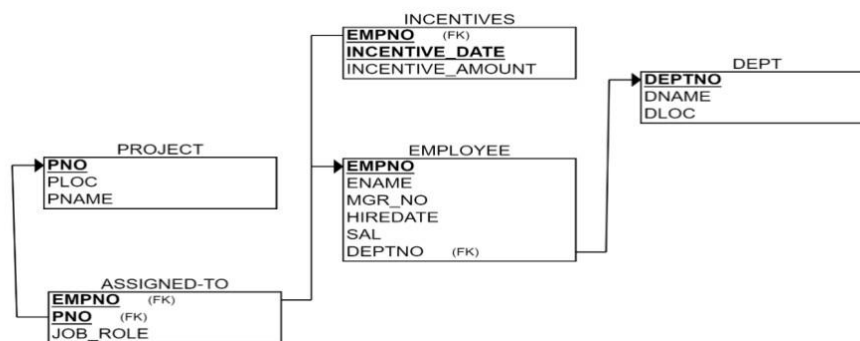 INCENTIVES
EMPNO (FK)
INCENTIVE_DATE
INCENTIVE_AMOUNT
DEPT
DEPTNO
DNAME
DLOC
PROJECT
PNO
PLOC
PNAME
EMPLOYEE
EMPNO
ENAME
MGR_NO
HIREDATE
SAL
DEPTNO (FK)
ASSIGNED-TO
EMPNO (FK)
PNO (FK)
JOB_ROLE